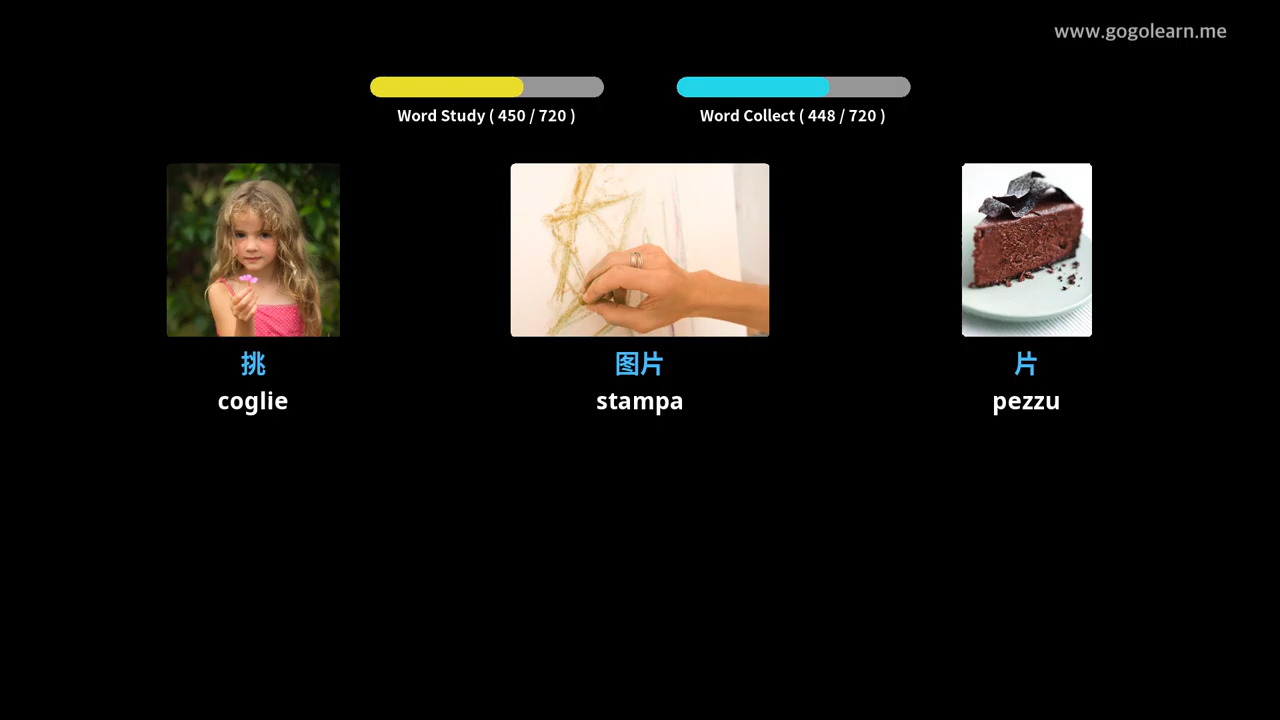 www.gogolearn.me
Word Study ( 450 / 720 )
Word Collect ( 448 / 720 )
挑
coglie
图片
stampa
片
pezzu